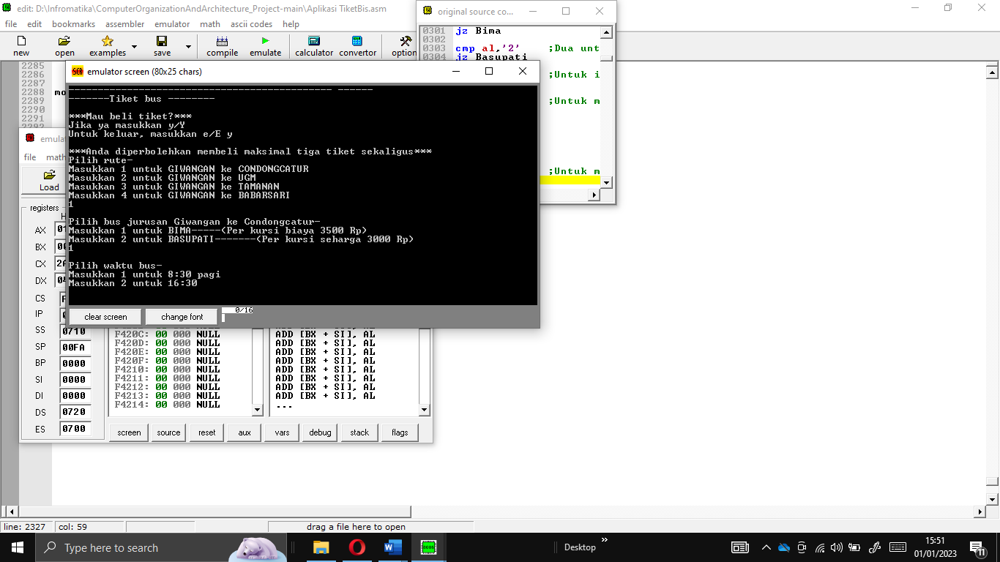 edit: D:\Infromatika\ComputerOrganizationAndArchitecture_Project-main\Aplikasi TiketBis.asm
file edit bookmarks assembler emulator math ascii codes help
new open examples save compile emulate calculator convertor option
original source co...
0301 jz Bima
0302
0303 cmp al,'2' ;Dua unt
0304 jz Basupati
;Untuk i
;Untuk m
;Untuk m
2285
2286
2287
2288 mo
2289
2290
2291
2292
emulator screen (80x25 chars)
-------Tiket bus --------
***Mau beli tiket?***
Jika ya masukkan y/Y
Untuk keluar, masukkan e/E y
***Anda diperbolehkan membeli maksimal tiga tiket sekaligus***
Pilih rute-
Masukkan 1 untuk GIWANGAN ke CONDONGCATUR
Masukkan 2 untuk GIWANGAN ke UGM
Masukkan 3 untuk GIWANGAN ke TAMANAN
Masukkan 4 untuk GIWANGAN ke BABARSARI
1
Pilih bus jurusan Giwangan ke Condongcatur-
Masukkan 1 untuk BIMA-----(Per kursi biaya 3500 Rp)
Masukkan 2 untuk BASUPATI-------(Per kursi seharga 3000 Rp)
1
Pilih waktu bus-
Masukkan 1 untuk 8:30 pagi
Masukkan 2 untuk 16:30
clear screen change font 0/16
emula
file math
Load
registers
H
AX 01
BX 00
CX 2A
DX 04
CS F
IP 0
SS 0710
SP 00FA
BP 0000
SI 0000
DI 0000
DS 0720
ES 0700
F420C: 00 000 NULL ADD [BX + SI], AL
F420D: 00 000 NULL ADD [BX + SI], AL
F420E: 00 000 NULL ADD [BX + SI], AL
F420F: 00 000 NULL ADD [BX + SI], AL
F4210: 00 000 NULL ADD [BX + SI], AL
F4211: 00 000 NULL ADD [BX + SI], AL
F4212: 00 000 NULL ADD [BX + SI], AL
F4213: 00 000 NULL ADD [BX + SI], AL
F4214: 00 000 NULL ...
screen source reset aux vars debug stack flags
line: 2327 col: 59 drag a file here to open
Type here to search
Desktop
15:51
01/01/2023
11